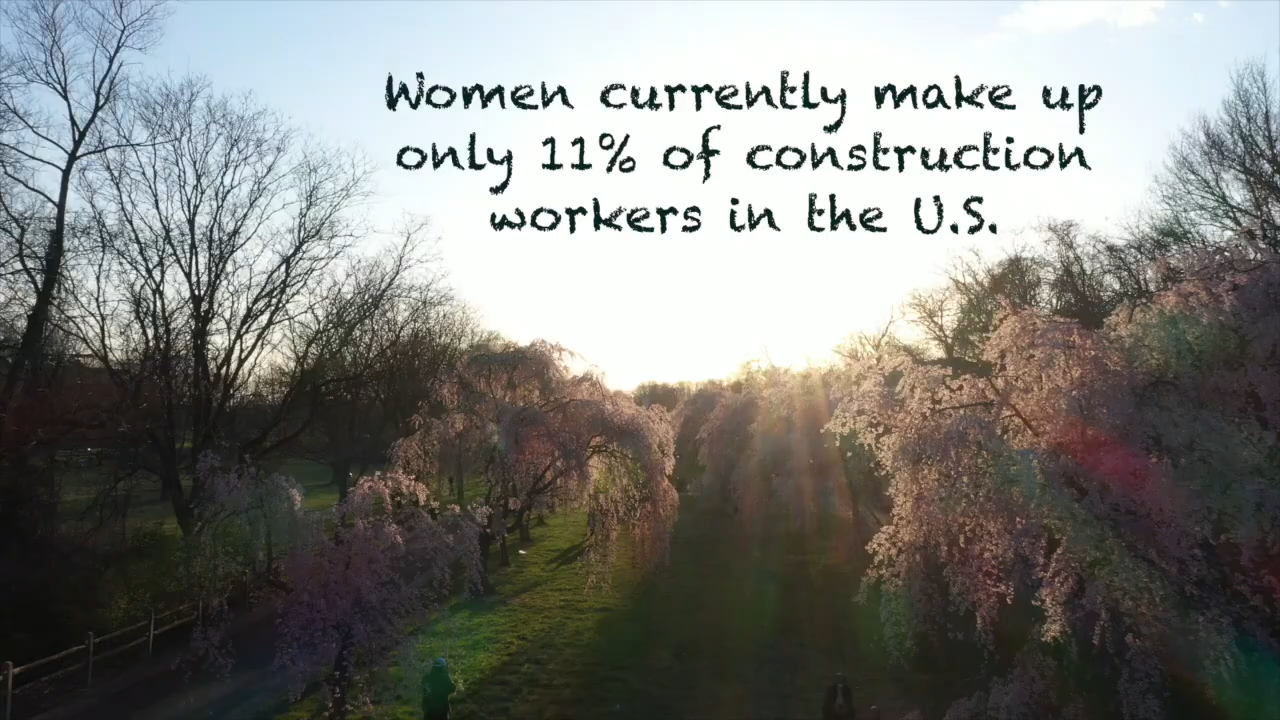 Women currently make up
only 11% of construction
workers in the U.S.